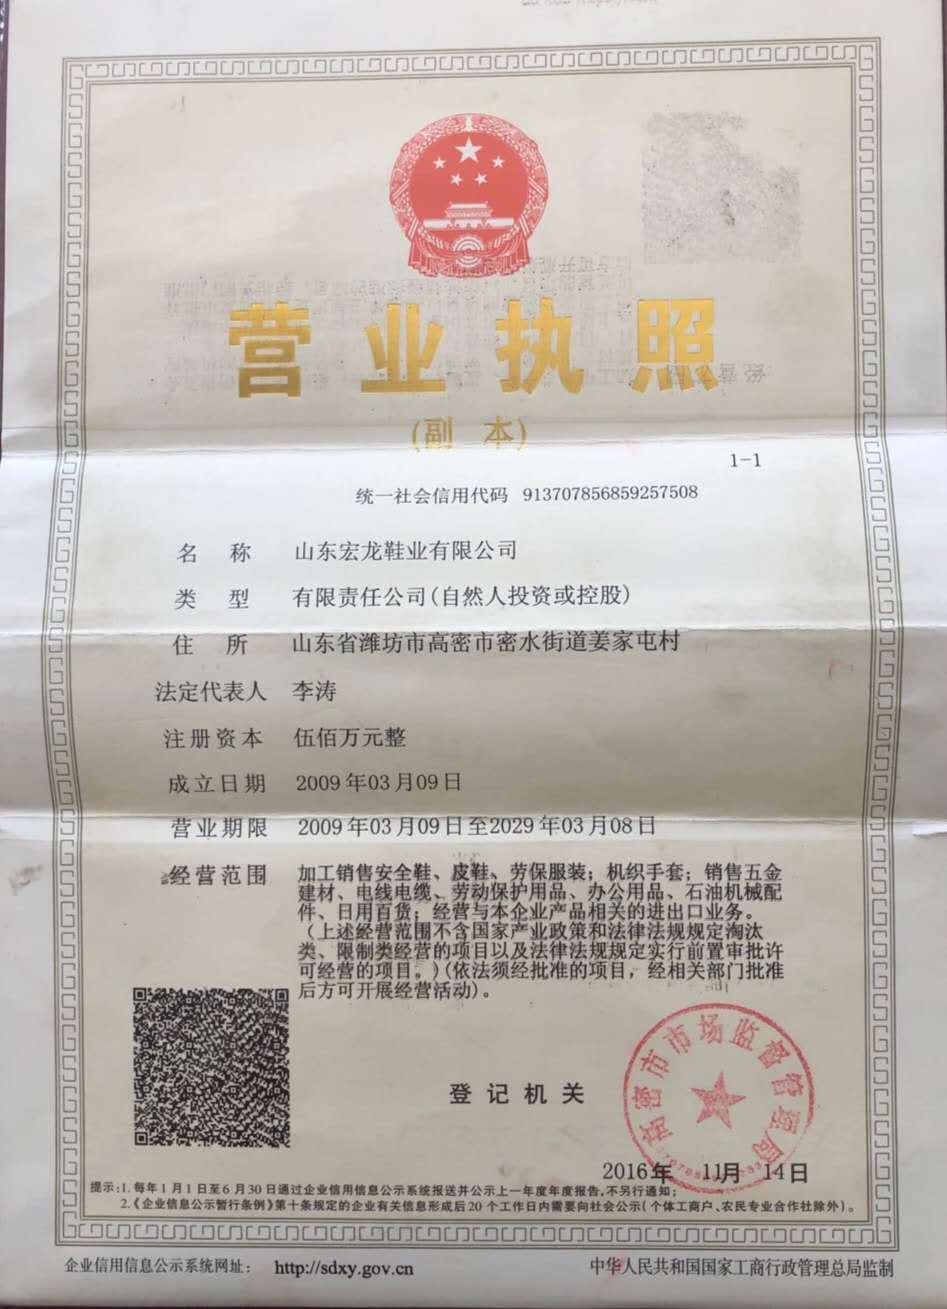 营业执照
(副 本)
1-1
统一社会信用代码 913707856859257508
名 称 山东宏龙鞋业有限公司
类 型 有限责任公司(自然人投资或控股)
住 所 山东省潍坊市高密市密水街道姜家屯村
法定代表人 李涛
注册资本 伍佰万元整
成立日期 2009年03月09日
营业期限 2009年03月09日至2029年03月08日
经营范围 加工销售安全鞋、皮鞋、劳保服装；机织手套；销售五金
建材、电线电缆、劳动保护用品、办公用品、石油机械配
件、日用百货；经营与本企业产品相关的进出口业务。
（上述经营范围不含国家产业政策和法律法规规定淘汰
类、限制类经营的项目以及法律法规规定实行前置审批许
可经营的项目。)(依法须经批准的项目，经相关部门批准
后方可开展经营活动)。
高密市市场监督管理局
登记机关
2016年 11月 14日
提示:1.每年1月1日至6月30日通过企业信用信息公示系统报送并公示上一年度年度报告,不另行通知；
2.《企业信息公示暂行条例》第十条规定的企业有关信息形成后20个工作日内需要向社会公示(个体工商户、农民专业合作社除外)。
企业信用信息公示系统网址： http://sdxy.gov.cn
中华人民共和国国家工商行政管理总局监制